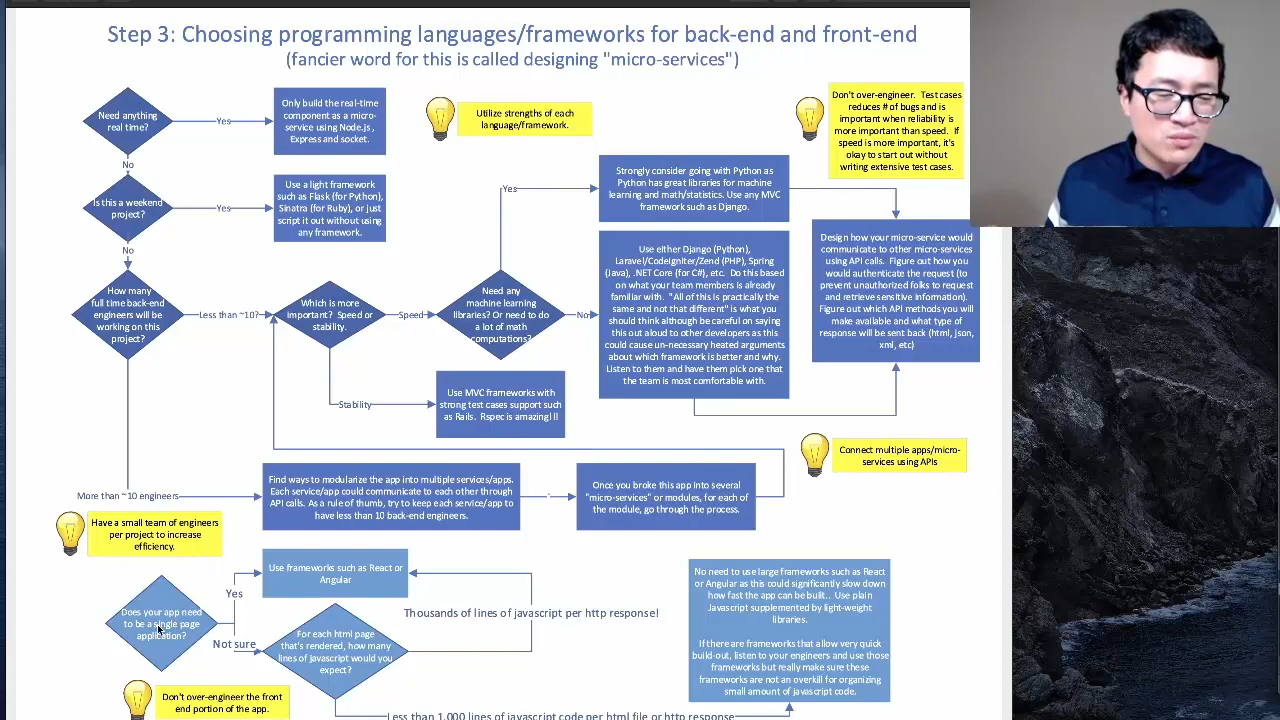 Step 3: Choosing programming languages/frameworks for back-end and front-end
(fancier word for this is called designing "micro-services")
Need anything
real time?
Yes
Only build the real-time
component as a micro-
service using Node.js ,
Express and socket.
Utilize strengths of each
language/framework.
Don't over-engineer. Test cases
reduces # of bugs and is
important when reliability is
is more important than speed. If
speed is more important, it's
okay to start out without
writing extensive test cases.
No
Is this a weekend
project?
Yes
Use a light framework
such as Flask (for Python),
Sinatra (for Ruby), or just
script it out without using
any framework.
Yes
Strongly consider going with Python as
Python has great libraries for machine
learning and math/statistics. Use any MVC
framework such as Django.
No
How many
full time back-end
engineers will be
working on this
project?
Less than ~10?
Which is more
important? Speed or
stability.
Speed
Need any
machine learning
libraries? Or need to do
a lot of math
computations?
No
Use either Django (Python),
Laravel/CodeIgniter/Zend (PHP), Spring
(Java), .NET Core (for C#), etc. Do this based
on what your team members is already
familiar with. "All of this is practically the
same and not that different" is what you
should think although be careful on saying
this out aloud to other developers as this
could cause un-necessary heated arguments
about which framework is better and why.
Listen to them and have them pick one that
the team is most comfortable with.
Design how your micro-service would
communicate to other micro-services
using API calls. Figure out how you
would authenticate the request (to
prevent unauthorized folks to request
and retrieve sensitive information).
Figure out which API methods you will
make available and what type of
response will be sent back (html, json,
xml, etc)
Stability
Use MVC frameworks with
strong test cases support such
as Rails. Rspec is amazing!!!
Connect multiple apps/micro-
services using APIs
More than ~10 engineers
Find ways to modularize the app into multiple services/apps.
Each service/app could communicate to each other through
API calls. As a rule of thumb, try to keep each service/app to
have less than 10 back-end engineers.
Once you broke this app into several
"micro-services" or modules, for each of
the module, go through the process.
Have a small team of engineers
per project to increase
efficiency.
Does your app need
to be a single page
application?
Yes
Use frameworks such as React or
Angular
Not sure
For each html page
that's rendered, how many
lines of javascript would you
expect?
Thousands of lines of javascript per http response!
No need to use large frameworks such as React
or Angular as this could significantly slow down
how fast the app can be built.. Use plain
Javascript supplemented by light-weight
libraries.
If there are frameworks that allow very quick
build-out, listen to your engineers and use those
frameworks but really make sure these
frameworks are not an overkill for organizing
small amount of javascript code.
Don't over-engineer the front
end portion of the app.
Less than 1,000 lines of javascript code per html file or http response